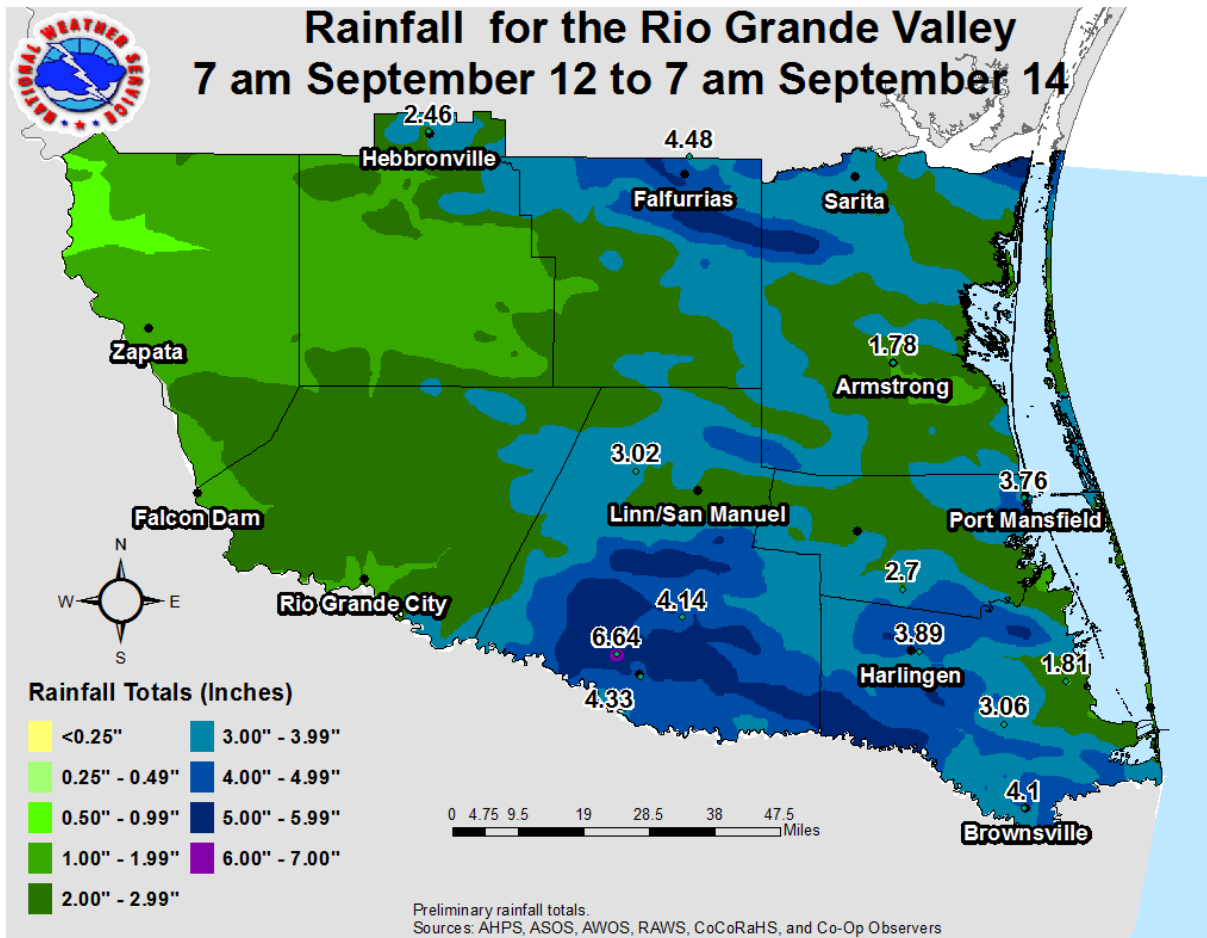 Rainfall for the Rio Grande Valley
7 am September 12 to 7 am September 14
NATIONAL WEATHER SERVICE
2.46
Hebbronville
4.48
Falfurrias
Sarita
Zapata
1.78
Armstrong
3.02
3.76
Falcon Dam
Linn/San Manuel
Port Mansfield
N
W
E
S
Rio Grande City
2.7
4.14
6.64
3.89
Harlingen
1.81
4.33
3.06
4.1
Brownsville
Rainfall Totals (Inches)
<0.25"
0.25" - 0.49"
0.50" - 0.99"
1.00" - 1.99"
2.00" - 2.99"
3.00" - 3.99"
4.00" - 4.99"
5.00" - 5.99"
6.00" - 7.00"
0 4.75 9.5 19 28.5 38 47.5
Miles
Preliminary rainfall totals.
Sources: AHPS, ASOS, AWOS, RAWS, CoCoRaHS, and Co-Op Observers